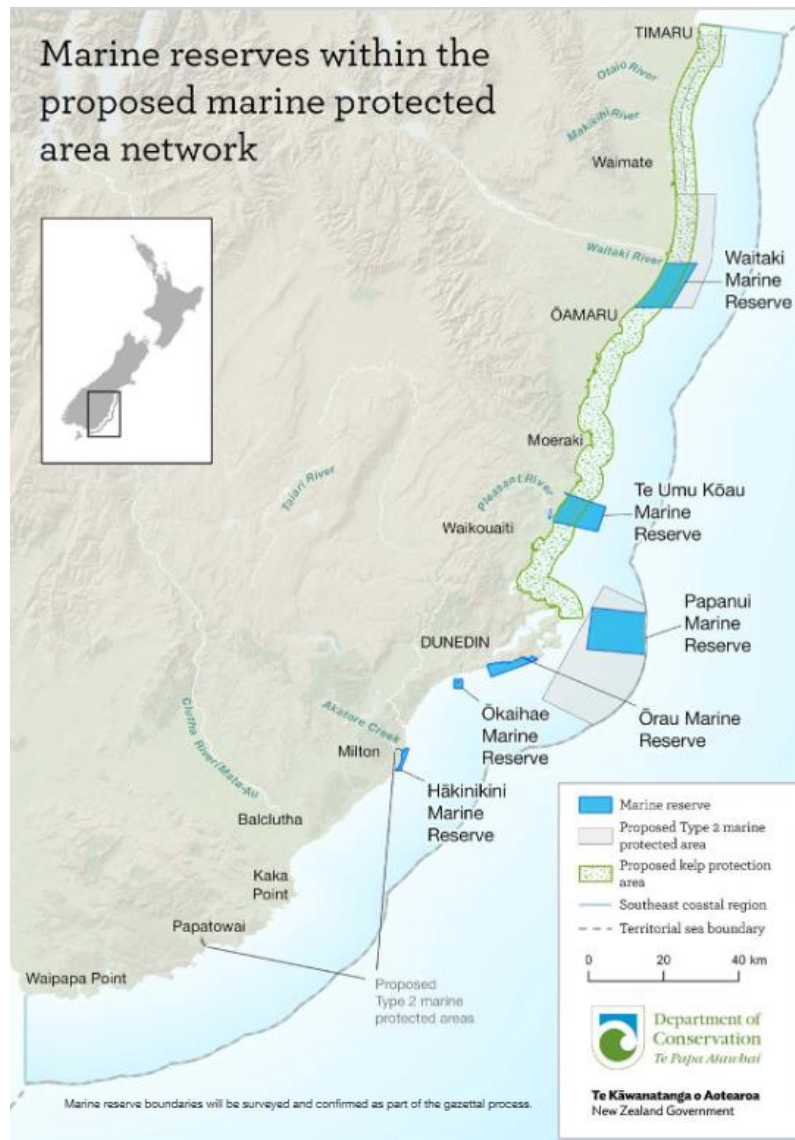 Marine reserves within the
proposed marine protected
area network
TIMARU
Otaio River
Makikihi River
Waimate
Waitaki River
Waitaki
Marine
Reserve
ŌAMARU
Moeraki
Taiari River
Pleasant River
Te Umu Kōau
Marine
Reserve
Waikouaiti
Papanui
Marine
Reserve
DUNEDIN
Ōkaihae
Marine
Reserve
Ōrau Marine
Reserve
Akatore Creek
Clutha River/Mata-Au
Milton
Hākinikini
Marine
Reserve
Balclutha
Kaka
Point
Papatowai
Waipapa Point
Proposed
Type 2 marine
protected areas
Marine reserve
Proposed Type 2 marine
protected area
Proposed kelp protection
area
Southeast coastal region
Territorial sea boundary
0 20 40 km
Department of
Conservation
Te Papa Atawhai
Te Kāwanatanga o Aotearoa
New Zealand Government
Marine reserve boundaries will be surveyed and confirmed as part of the gazettal process.